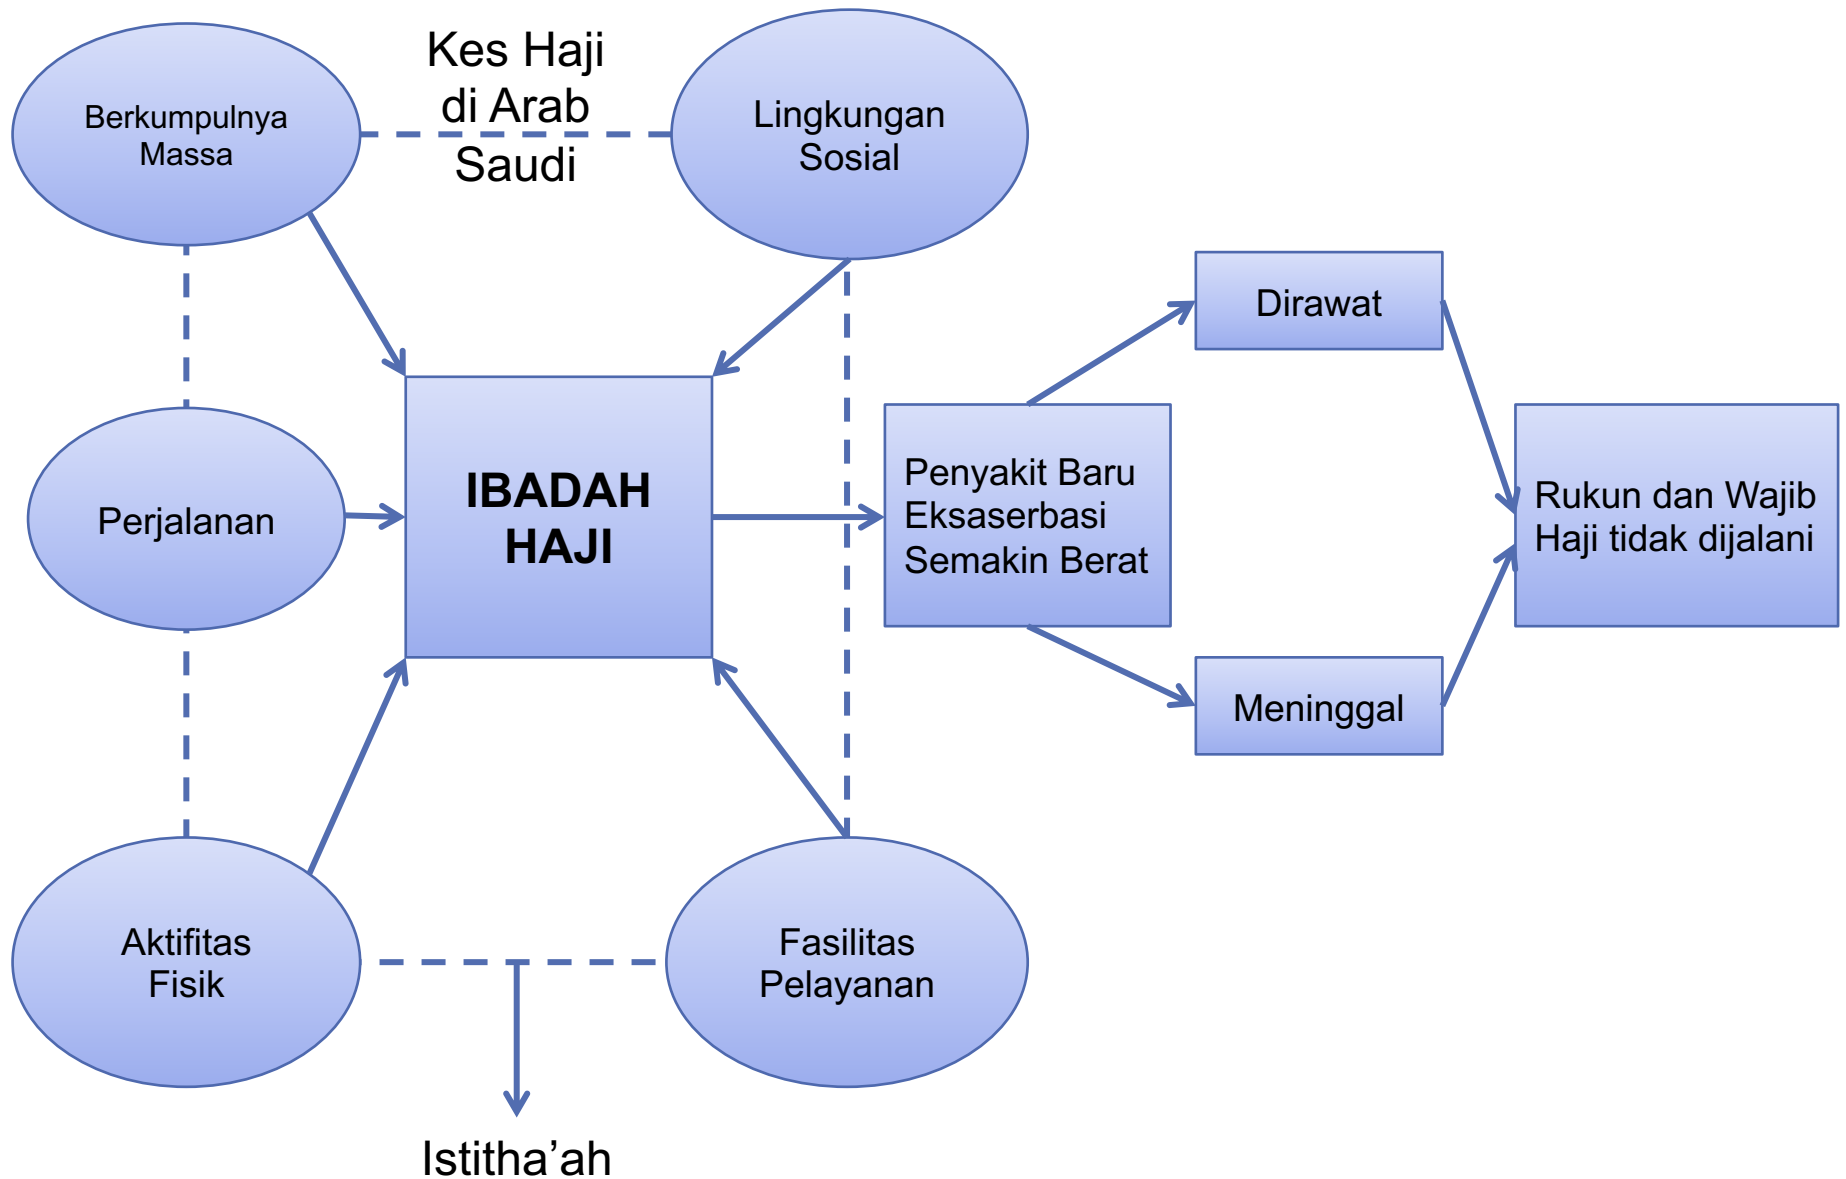 Kes Haji
di Arab
Saudi
Berkumpulnya
Massa
Lingkungan
Sosial
Perjalanan
IBADAH
HAJI
Aktifitas
Fisik
Fasilitas
Pelayanan
Istitha’ah
Penyakit Baru
Eksaserbasi
Semakin Berat
Dirawat
Meninggal
Rukun dan Wajib
Haji tidak dijalani